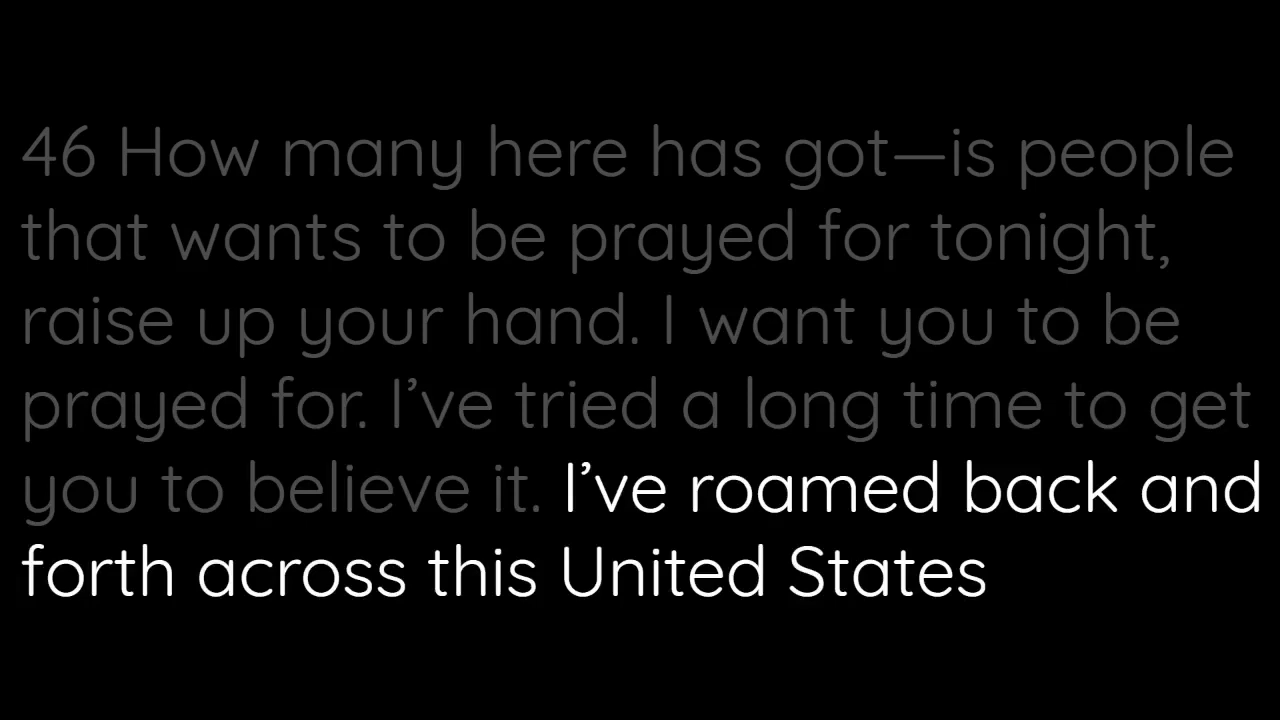 46 How many here has got—is people
that wants to be prayed for tonight,
raise up your hand. I want you to be
prayed for. I’ve tried a long time to get
you to believe it. I’ve roamed back and
forth across this United States